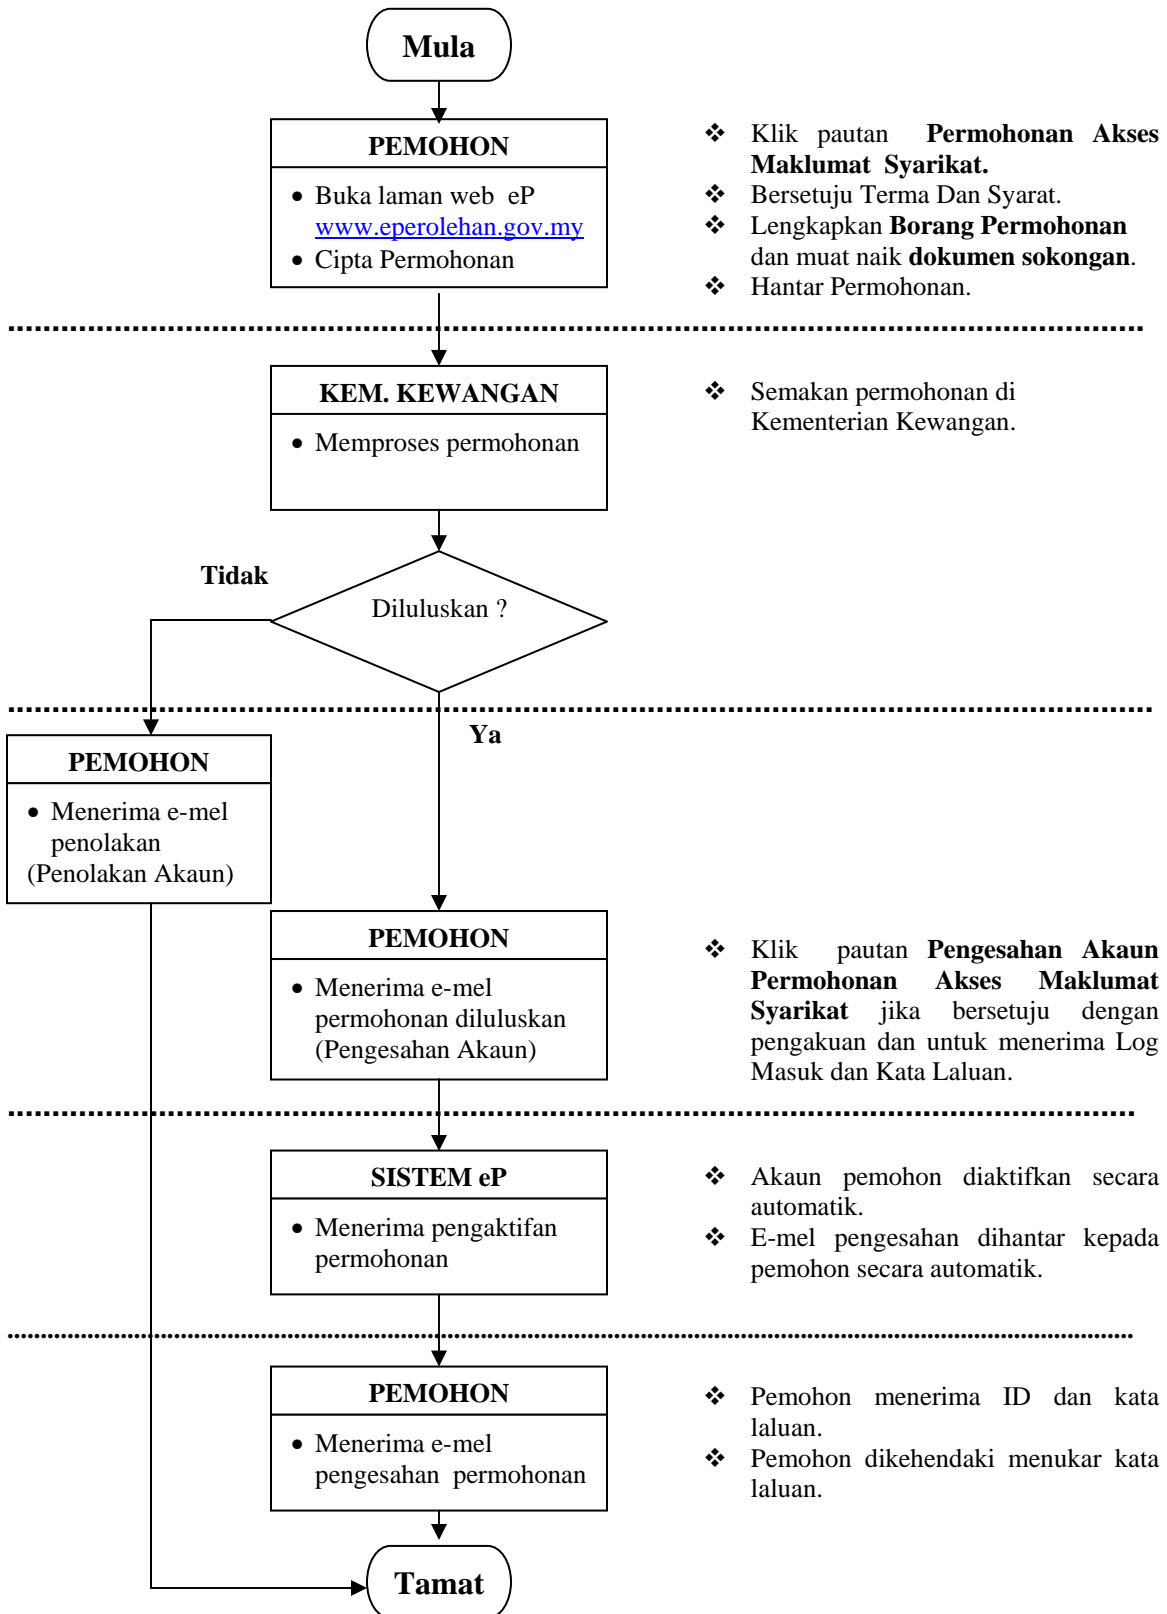 Mula
PEMOHON
• Buka laman web eP
www.eperolehan.gov.my
• Cipta Permohonan
❖ Klik pautan Permohonan Akses
Maklumat Syarikat.
❖ Bersetuju Terma Dan Syarat.
❖ Lengkapkan Borang Permohonan
dan muat naik dokumen sokongan.
❖ Hantar Permohonan.
KEM. KEWANGAN
• Memproses permohonan
❖ Semakan permohonan di
Kementerian Kewangan.
Tidak
Diluluskan ?
Ya
PEMOHON
• Menerima e-mel
penolakan
(Penolakan Akaun)
PEMOHON
• Menerima e-mel
permohonan diluluskan
(Pengesahan Akaun)
❖ Klik pautan Pengesahan Akaun
Permohonan Akses Maklumat
Syarikat jika bersetuju dengan
pengakuan dan untuk menerima Log
Masuk dan Kata Laluan.
SISTEM eP
• Menerima pengaktifan
permohonan
❖ Akaun pemohon diaktifkan secara
automatik.
❖ E-mel pengesahan dihantar kepada
pemohon secara automatik.
PEMOHON
• Menerima e-mel
pengesahan permohonan
❖ Pemohon menerima ID dan kata
laluan.
❖ Pemohon dikehendaki menukar kata
laluan.
Tamat